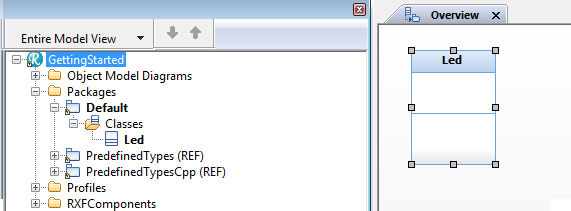 Entire Model View
GettingStarted
Object Model Diagrams
Packages
Default
Classes
Led
PredefinedTypes (REF)
PredefinedTypesCpp (REF)
Profiles
RXFComponents
Overview
Led